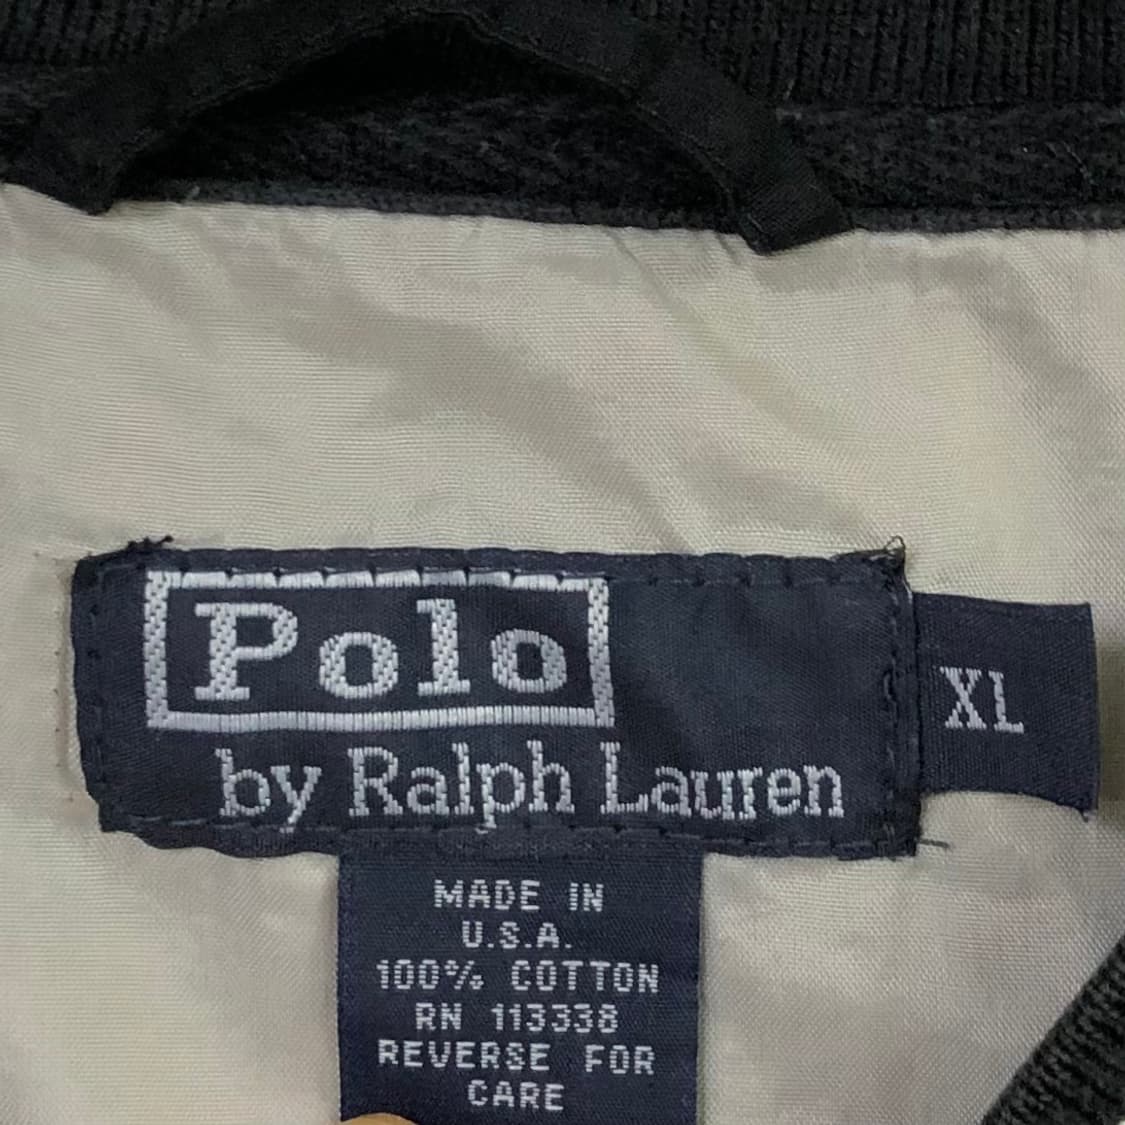 Polo
by Ralph Lauren
XL
MADE IN
U.S.A.
100% COTTON
RN 113338
REVERSE FOR
CARE